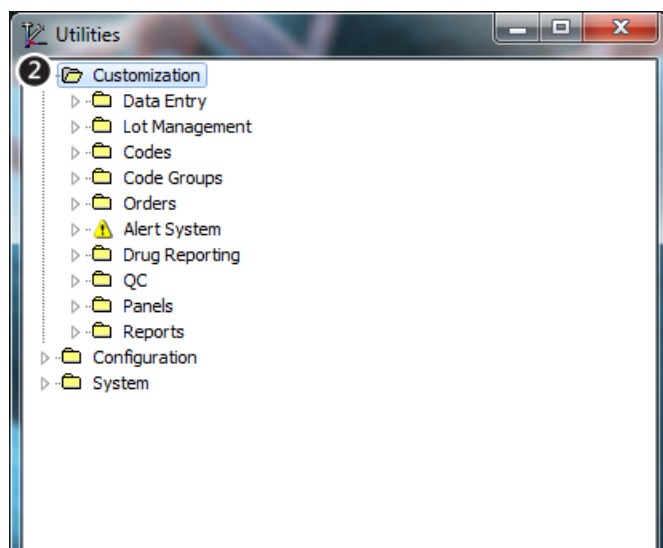 Utilities
2 Customization
Data Entry
Lot Management
Codes
Code Groups
Orders
Alert System
Drug Reporting
QC
Panels
Reports
Configuration
System